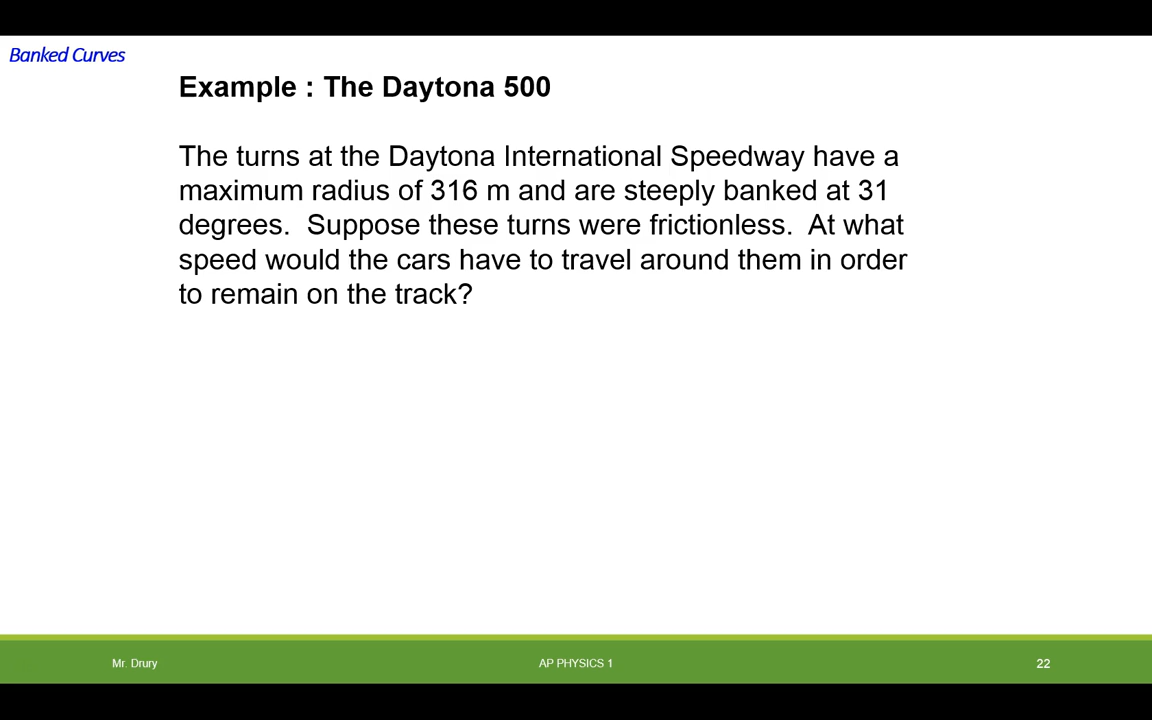 Banked Curves
Example : The Daytona 500
The turns at the Daytona International Speedway have a
maximum radius of 316 m and are steeply banked at 31
degrees.  Suppose these turns were frictionless.  At what
speed would the cars have to travel around them in order
to remain on the track?
Mr. Drury
AP PHYSICS 1
22